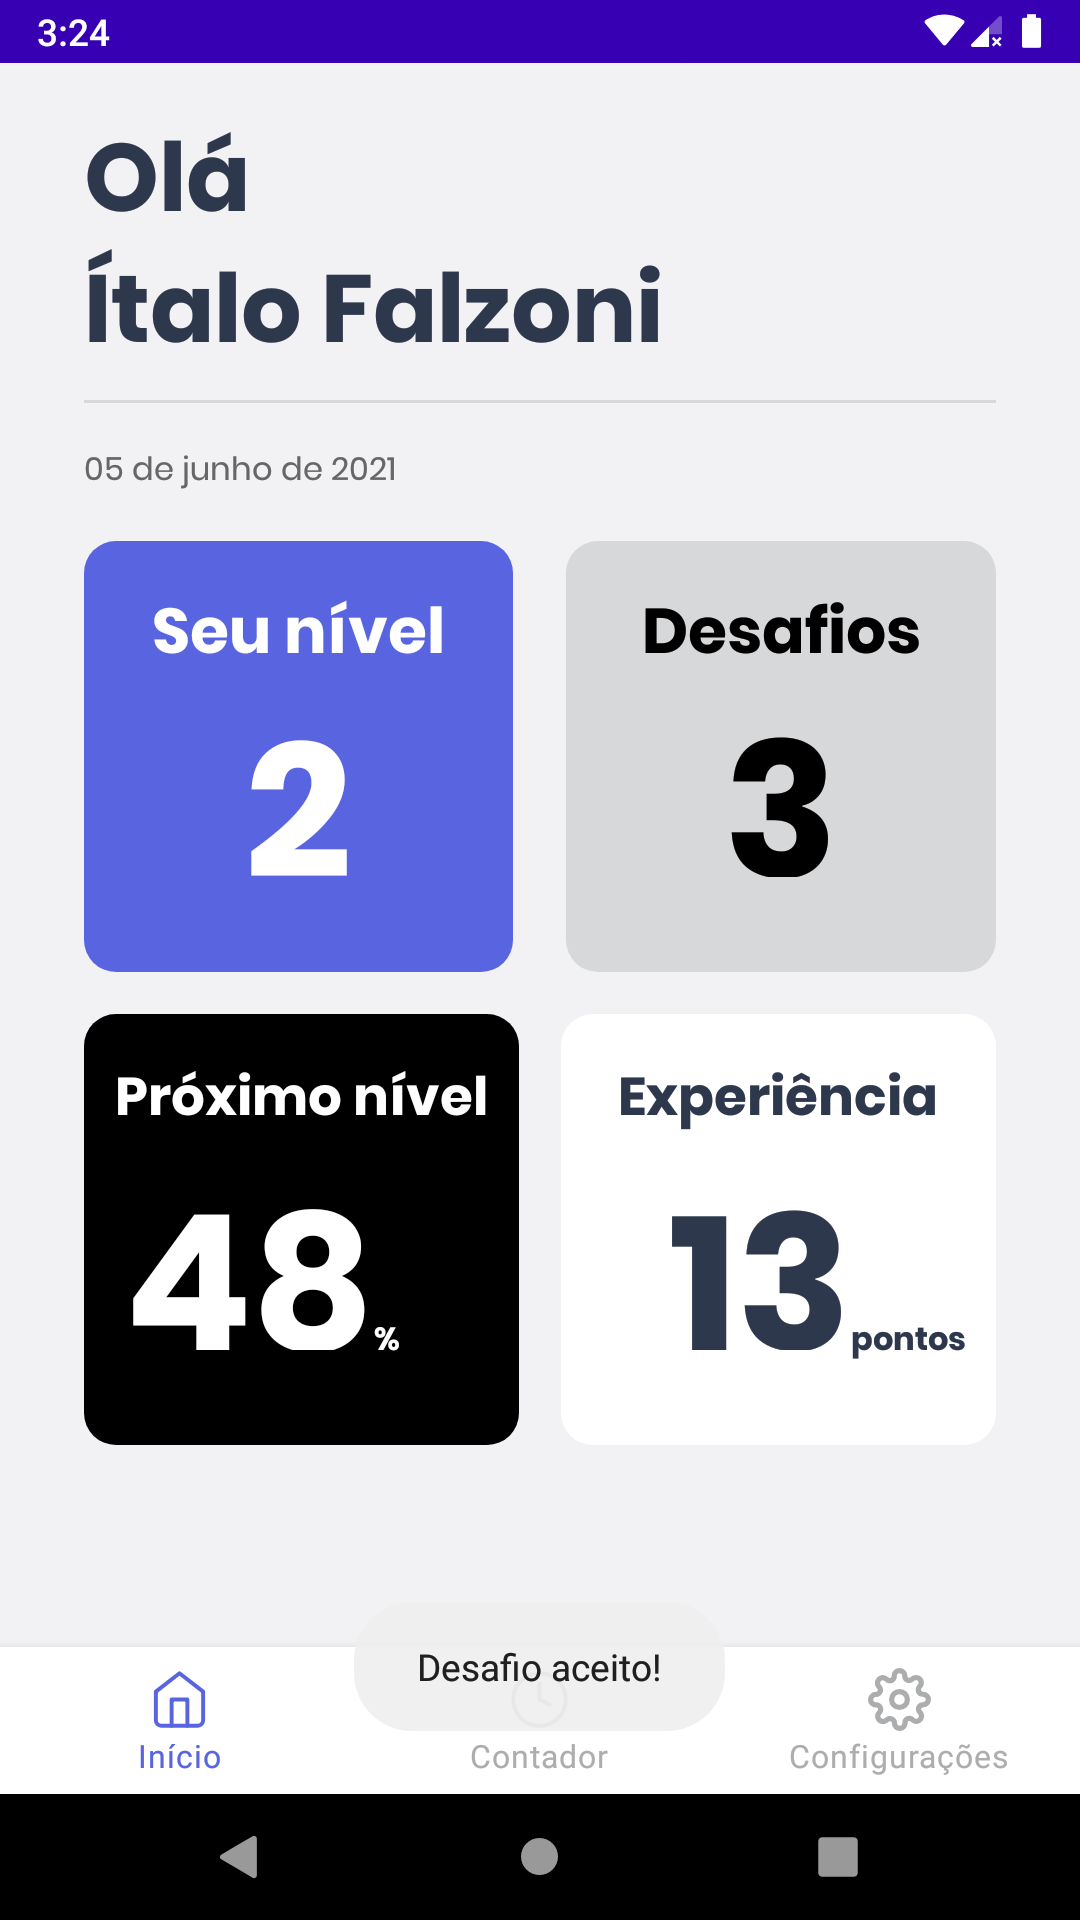 3:24
Olá
Ítalo Falzoni
05 de junho de 2021
Seu nível
2
Desafios
3
Próximo nível
48%
Experiência
13 pontos
Desafio aceito!
Início
Contador
Configurações